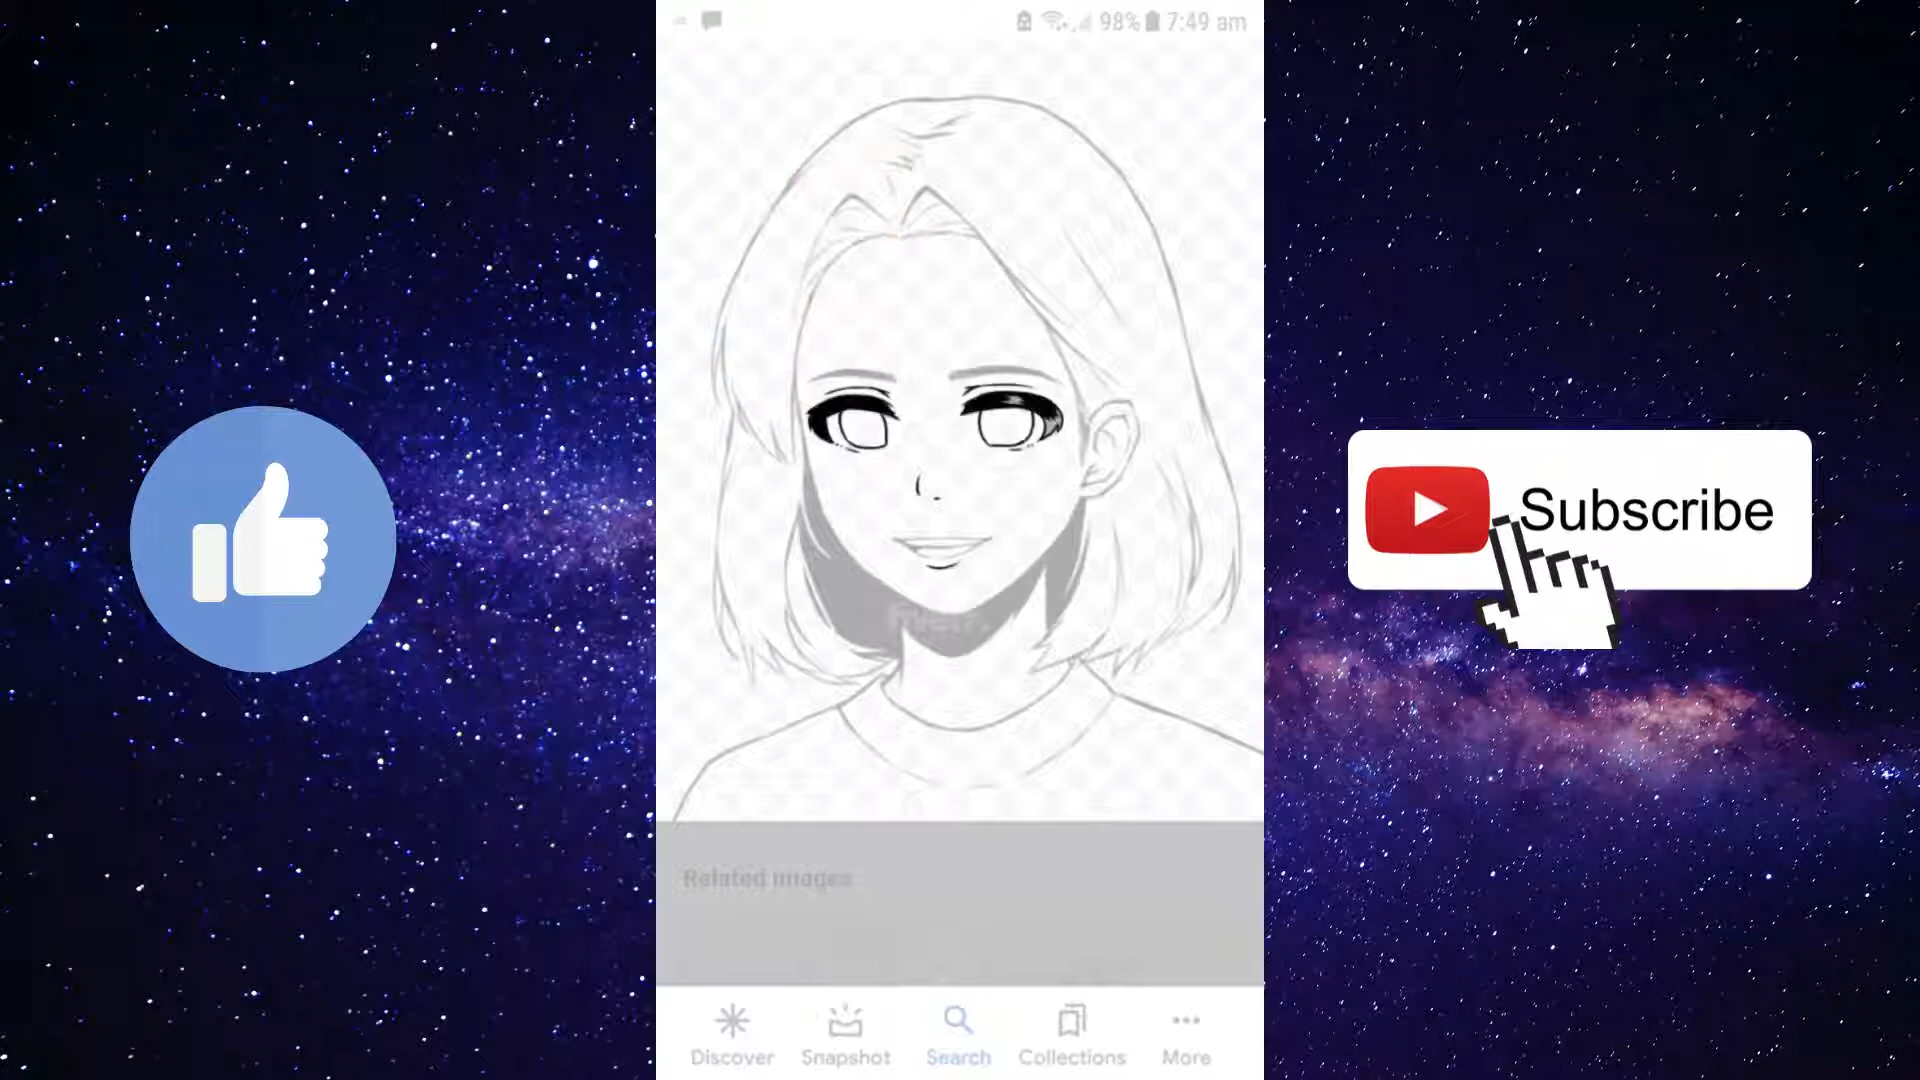 98% 7:49 am
Subscribe
Related images
Discover Snapshot Search Collections More